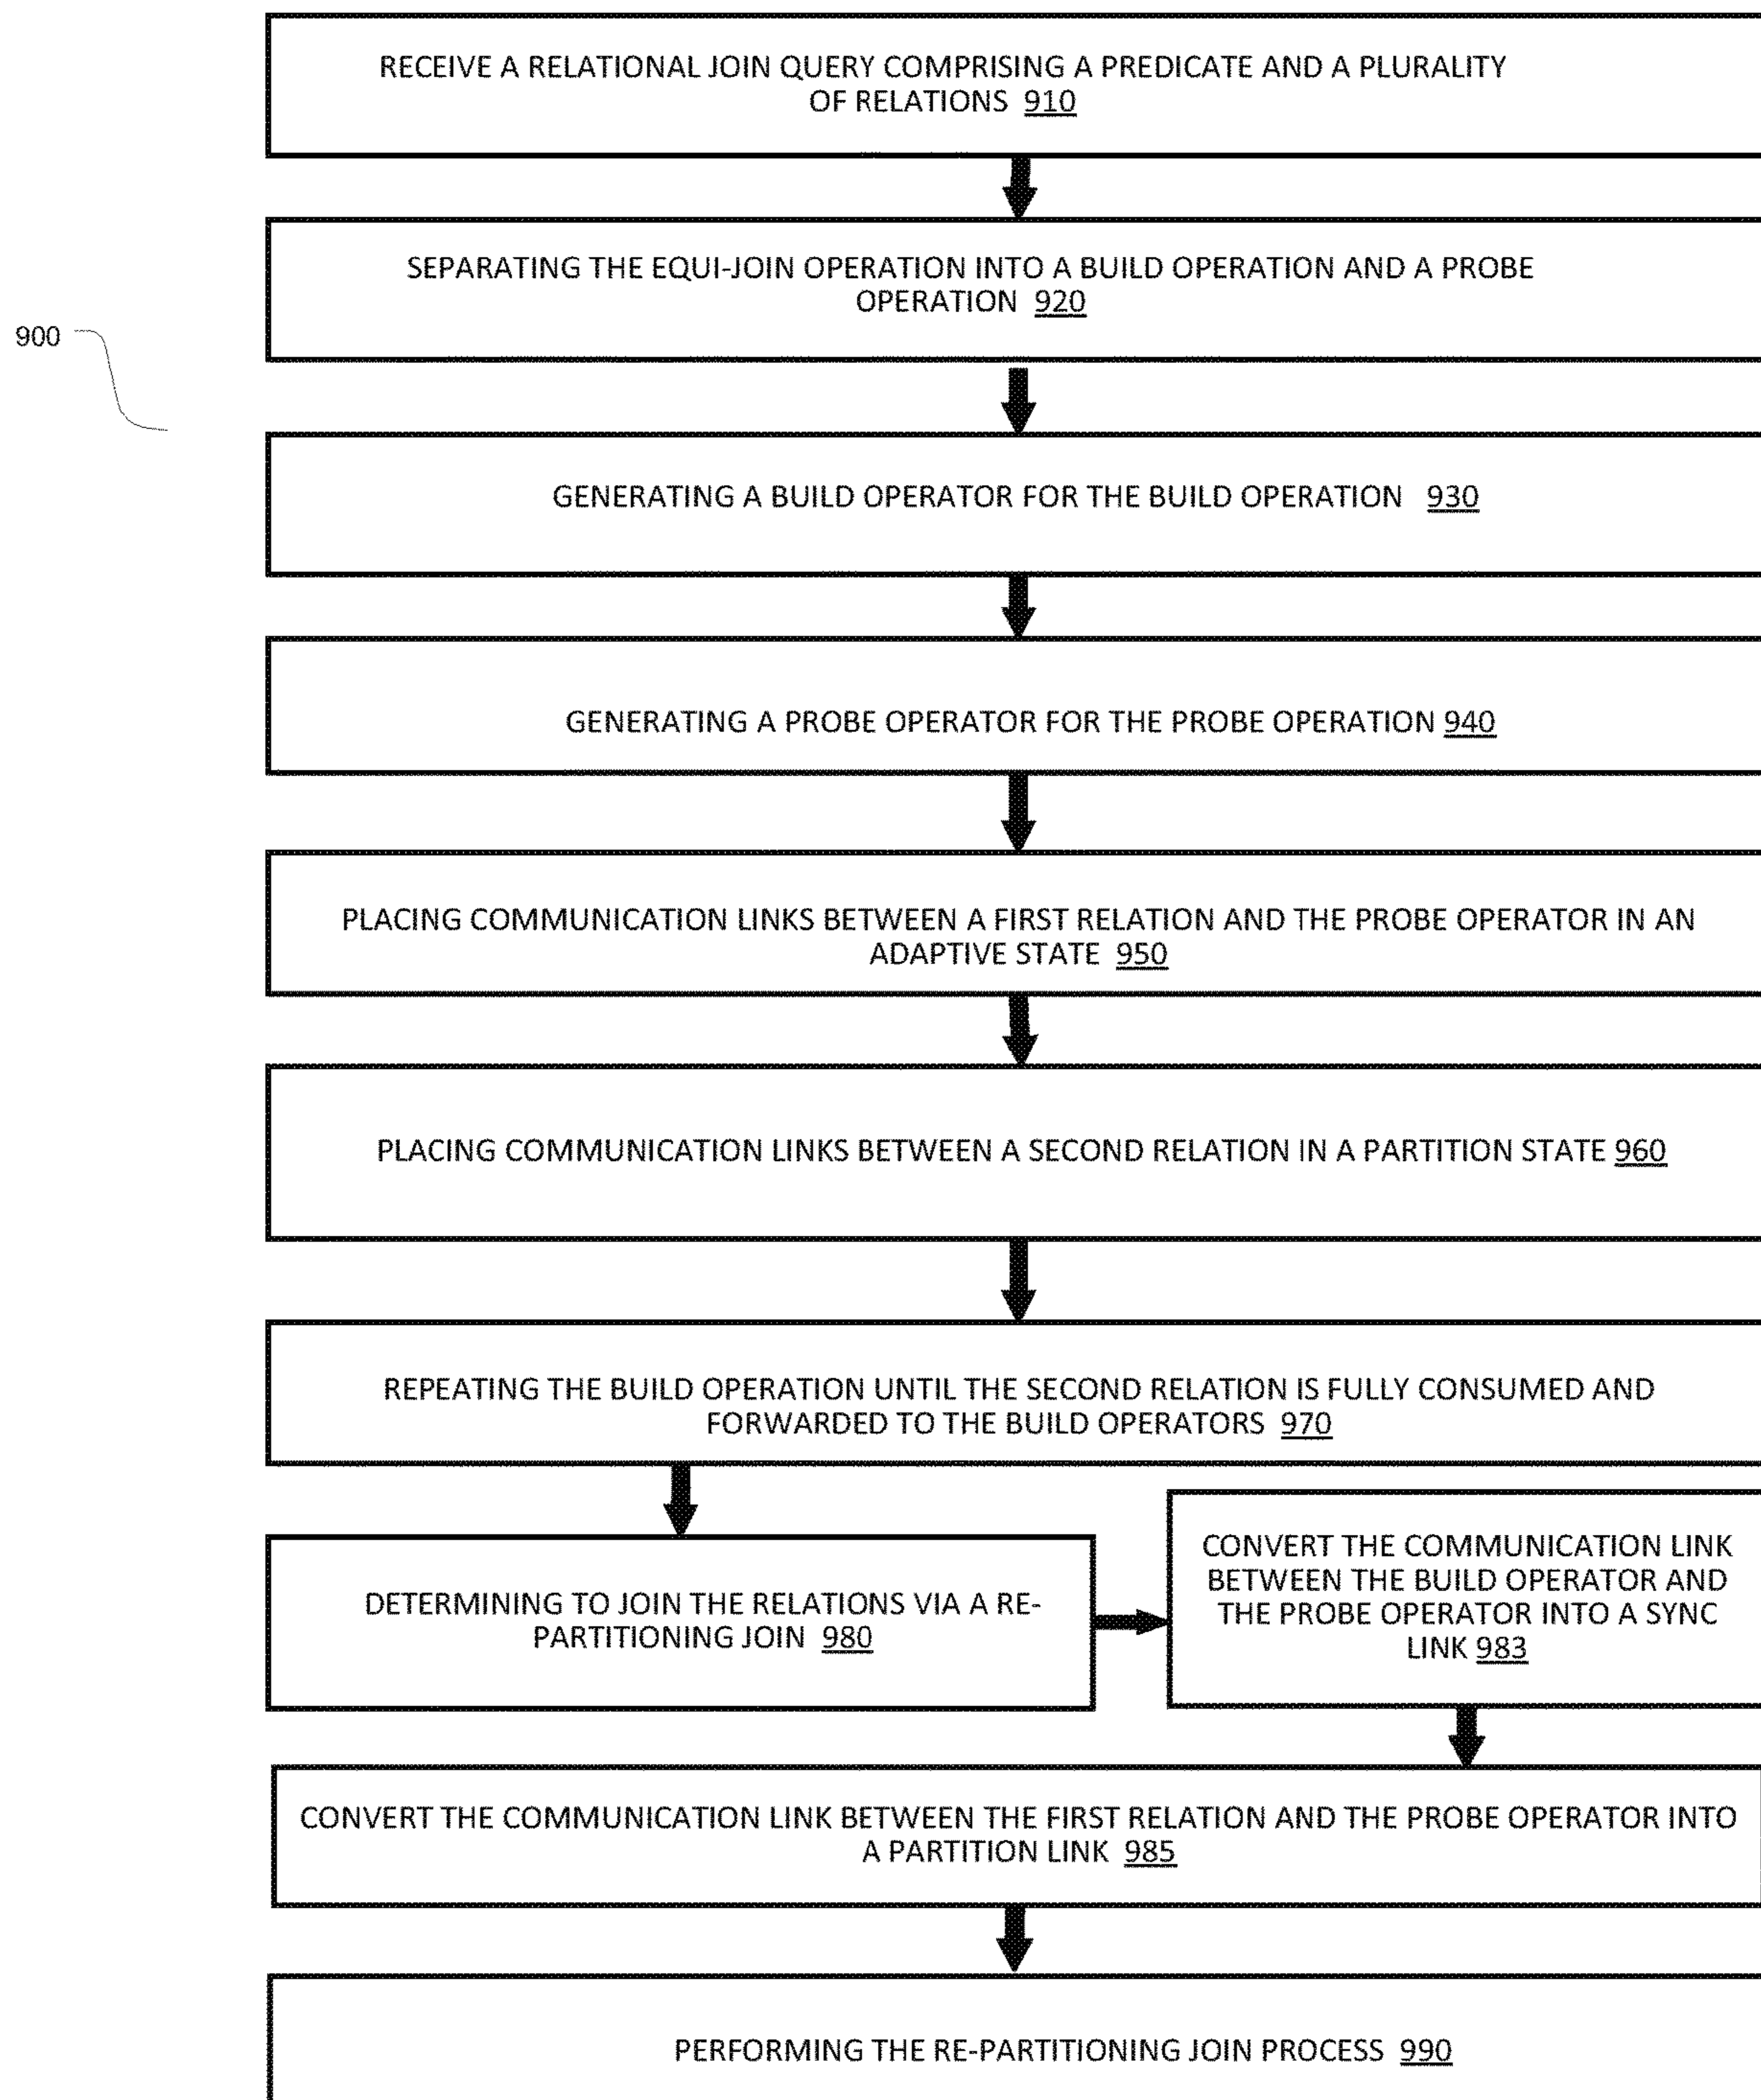 RECEIVE A RELATIONAL JOIN QUERY COMPRISING A PREDICATE AND A PLURALITY
OF RELATIONS 910
SEPARATING THE EQUI-JOIN OPERATION INTO A BUILD OPERATION AND A PROBE
OPERATION 920
900
GENERATING A BUILD OPERATOR FOR THE BUILD OPERATION 930
GENERATING A PROBE OPERATOR FOR THE PROBE OPERATION 940
PLACING COMMUNICATION LINKS BETWEEN A FIRST RELATION AND THE PROBE OPERATOR IN AN
ADAPTIVE STATE 950
PLACING COMMUNICATION LINKS BETWEEN A SECOND RELATION IN A PARTITION STATE 960
REPEATING THE BUILD OPERATION UNTIL THE SECOND RELATION IS FULLY CONSUMED AND
FORWARDED TO THE BUILD OPERATORS 970
DETERMINING TO JOIN THE RELATIONS VIA A RE-
PARTITIONING JOIN 980
CONVERT THE COMMUNICATION LINK
BETWEEN THE BUILD OPERATOR AND
THE PROBE OPERATOR INTO A SYNC
LINK 983
CONVERT THE COMMUNICATION LINK BETWEEN THE FIRST RELATION AND THE PROBE OPERATOR INTO
A PARTITION LINK 985
PERFORMING THE RE-PARTITIONING JOIN PROCESS 990